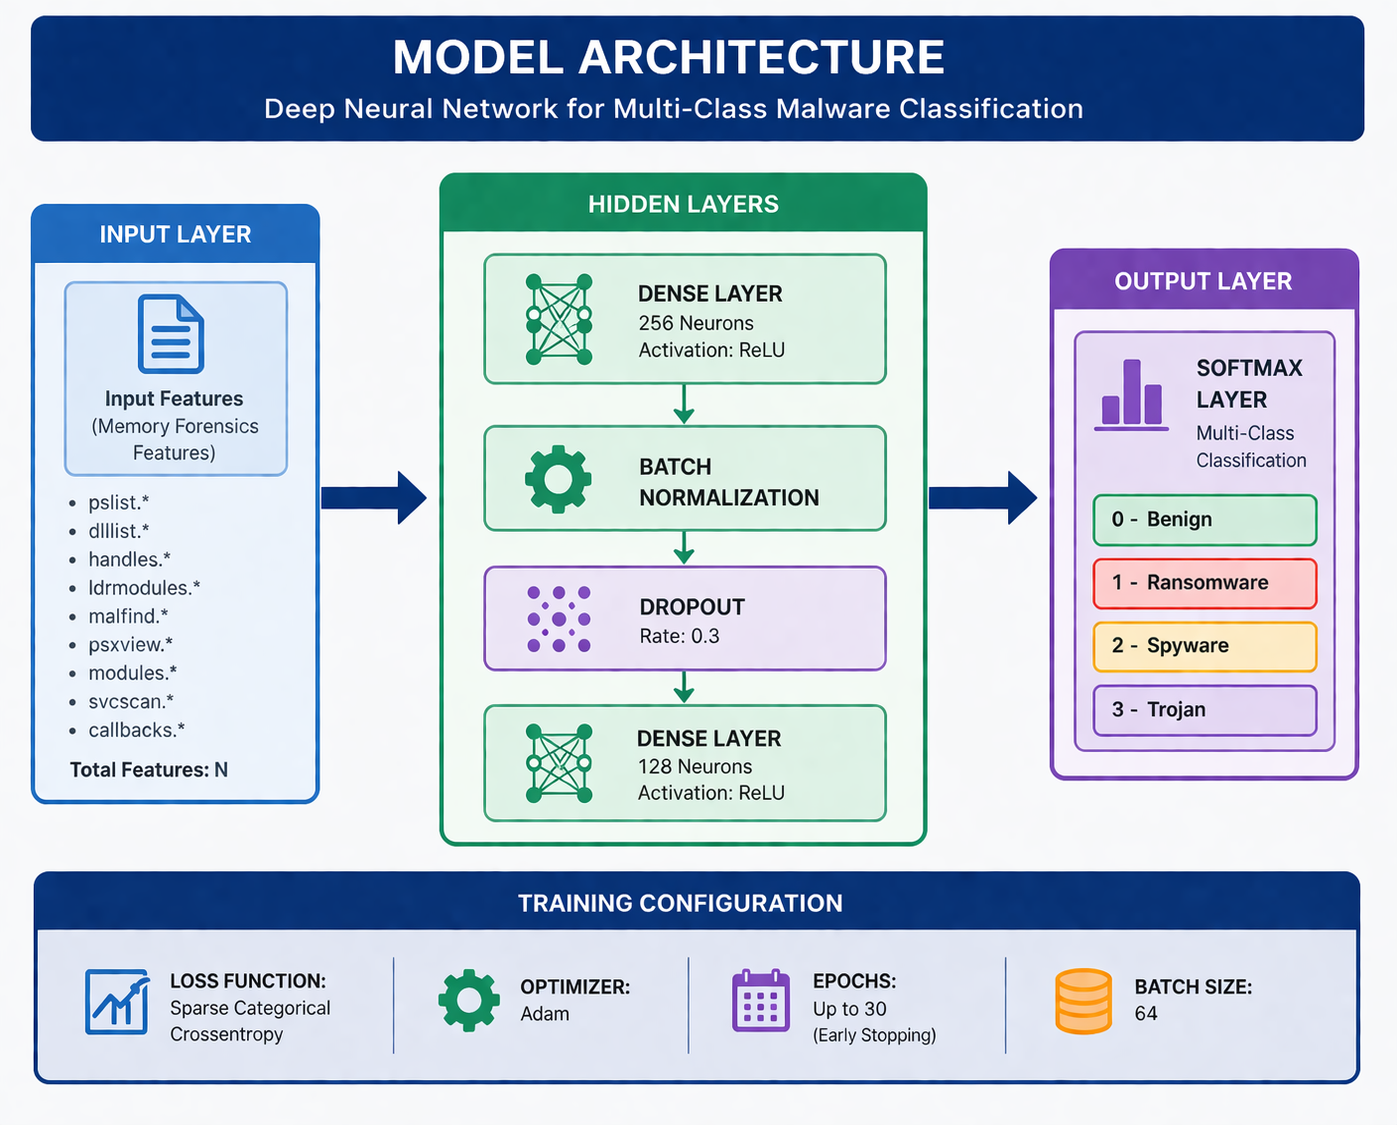 MODEL ARCHITECTURE
Deep Neural Network for Multi-Class Malware Classification
INPUT LAYER
Input Features
(Memory Forensics
Features)
• pslist.*
• dlllist.*
• handles.*
• ldrmodules.*
• malfind.*
• psxview.*
• modules.*
• svcscan.*
• callbacks.*
Total Features: N
HIDDEN LAYERS
DENSE LAYER
256 Neurons
Activation: ReLU
BATCH
NORMALIZATION
DROPOUT
Rate: 0.3
DENSE LAYER
128 Neurons
Activation: ReLU
OUTPUT LAYER
SOFTMAX
LAYER
Multi-Class
Classification
0 - Benign
1 - Ransomware
2 - Spyware
3 - Trojan
TRAINING CONFIGURATION
LOSS FUNCTION:
Sparse Categorical
Crossentropy
OPTIMIZER:
Adam
EPOCHS:
Up to 30
(Early Stopping)
BATCH SIZE:
64